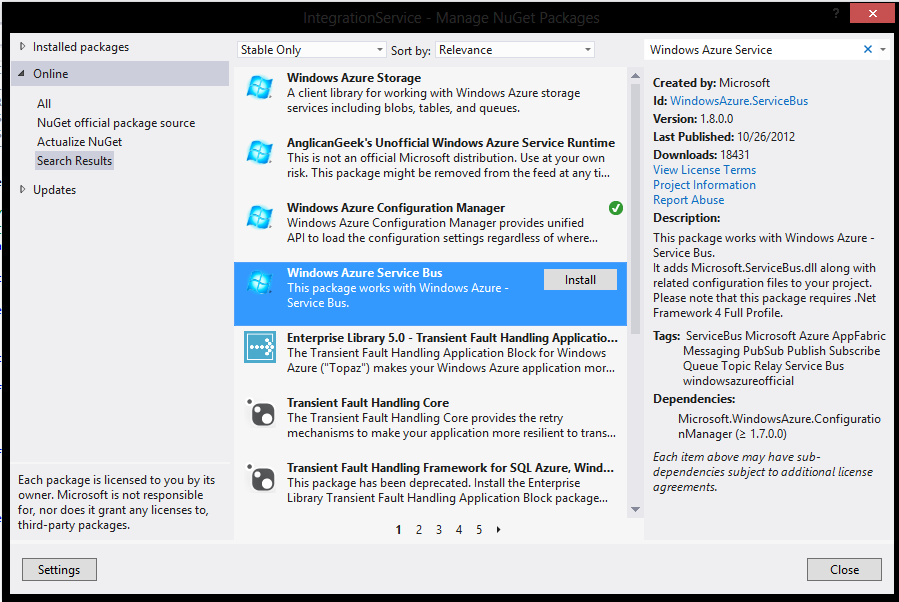 IntegrationService - Manage NuGet Packages
?
Installed packages
Online
All
NuGet official package source
Actualize NuGet
Search Results
Updates
Each package is licensed to you by its
owner. Microsoft is not responsible
for, nor does it grant any licenses to,
third-party packages.
Settings
Stable Only
Sort by: Relevance
Windows Azure Storage
A client library for working with Windows Azure storage
services including blobs, tables, and queues.
AnglicanGeek's Unofficial Windows Azure Service Runtime
This is not an official Microsoft distribution. Use at your own
risk. This package might be removed from the feed at any ti...
Windows Azure Configuration Manager
Windows Azure Configuration Manager provides unified
API to load the configuration settings regardless of where...
Windows Azure Service Bus
Install
This package works with Windows Azure -
Service Bus.
Enterprise Library 5.0 - Transient Fault Handling Applicatio...
The Transient Fault Handling Application Block for Windows
Azure ("Topaz") makes your Windows Azure application mor...
Transient Fault Handling Core
The Transient Fault Handling Core provides the retry
mechanisms to make your application more resilient to trans...
Transient Fault Handling Framework for SQL Azure, Wind...
This package has been deprecated. Install the Enterprise
Library Transient Fault Handling Application Block package...
1 2 3 4 5
Windows Azure Service
Created by: Microsoft
Id: WindowsAzure.ServiceBus
Version: 1.8.0.0
Last Published: 10/26/2012
Downloads: 18431
View License Terms
Project Information
Report Abuse
Description:
This package works with Windows Azure -
Service Bus.
It adds Microsoft.ServiceBus.dll along with
related configuration files to your project.
Please note that this package requires .Net
Framework 4 Full Profile.
Tags: ServiceBus Microsoft Azure AppFabric
Messaging PubSub Publish Subscribe
Queue Topic Relay Service Bus
windowsazureofficial
Dependencies:
Microsoft.WindowsAzure.Configuratio
nManager (≥ 1.7.0.0)
Each item above may have sub-
dependencies subject to additional license
agreements.
Close